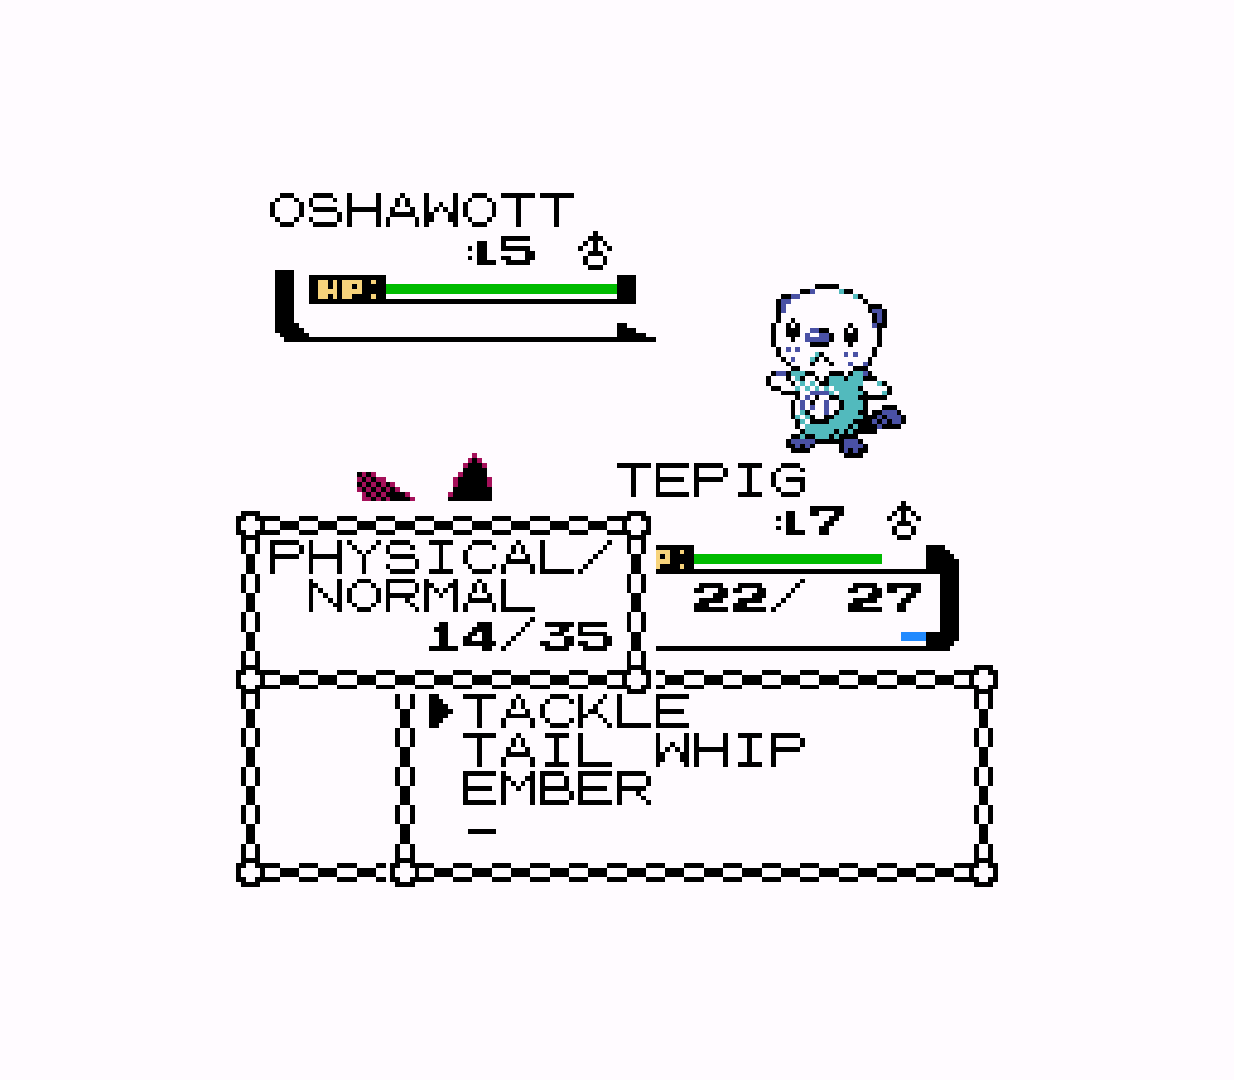 OSHAWOTT
:L5 ♂
HP:
TEPIG
:L7 ♂
P:
22/ 27
PHYSICAL/
NORMAL
14/35
▶TACKLE
TAIL WHIP
EMBER
–